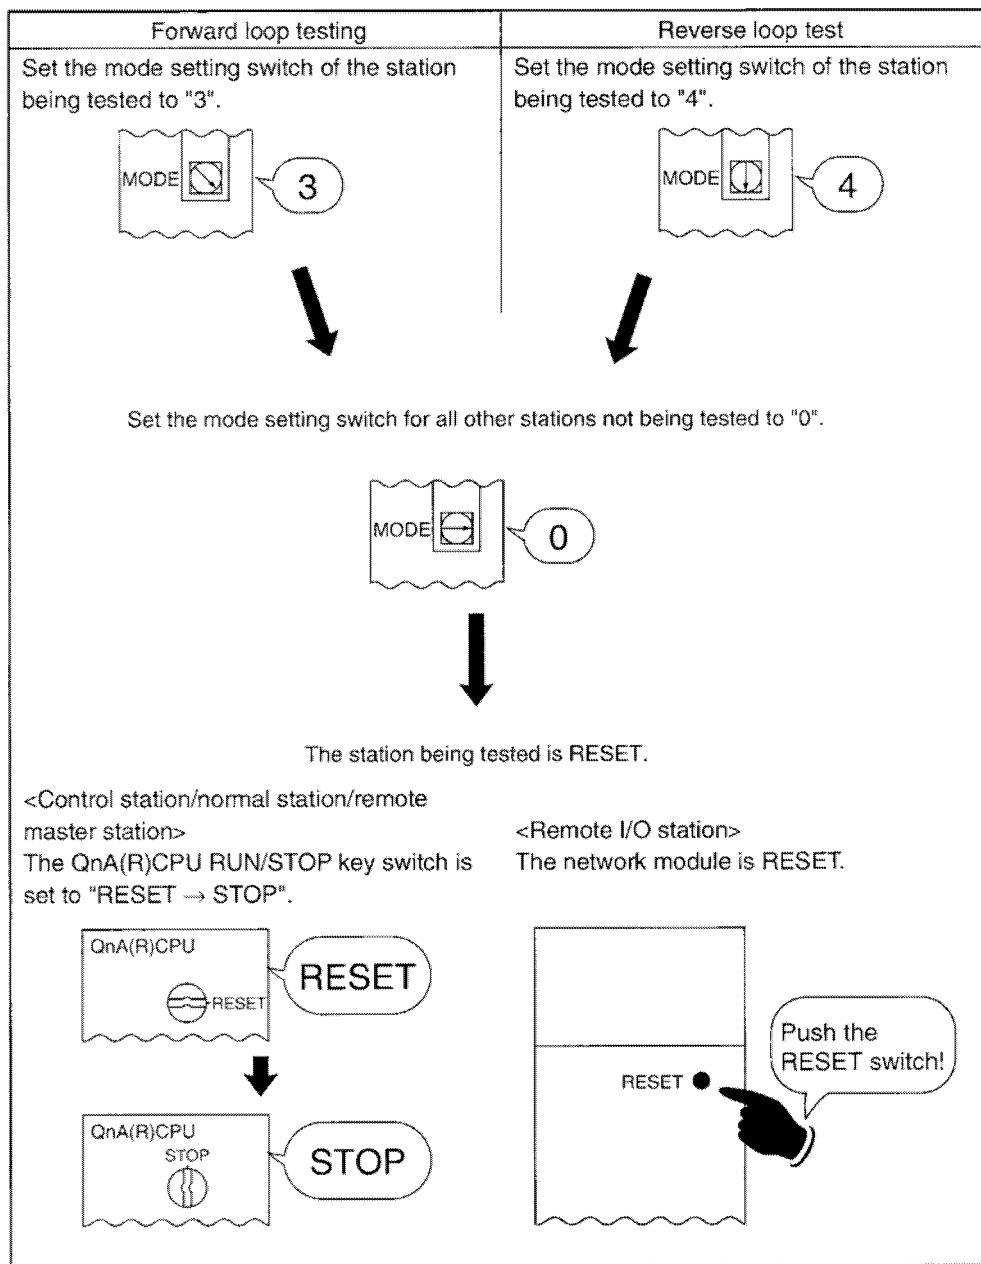 Forward loop testing
Reverse loop test
Set the mode setting switch of the station
being tested to "3".
Set the mode setting switch of the station
being tested to "4".
MODE
3
MODE
4
Set the mode setting switch for all other stations not being tested to "0".
MODE
0
The station being tested is RESET.
<Control station/normal station/remote
master station>
The QnA(R)CPU RUN/STOP key switch is
set to "RESET → STOP".
<Remote I/O station>
The network module is RESET.
QnA(R)CPU
RESET
RESET
QnA(R)CPU
STOP
STOP
RESET
Push the
RESET switch!